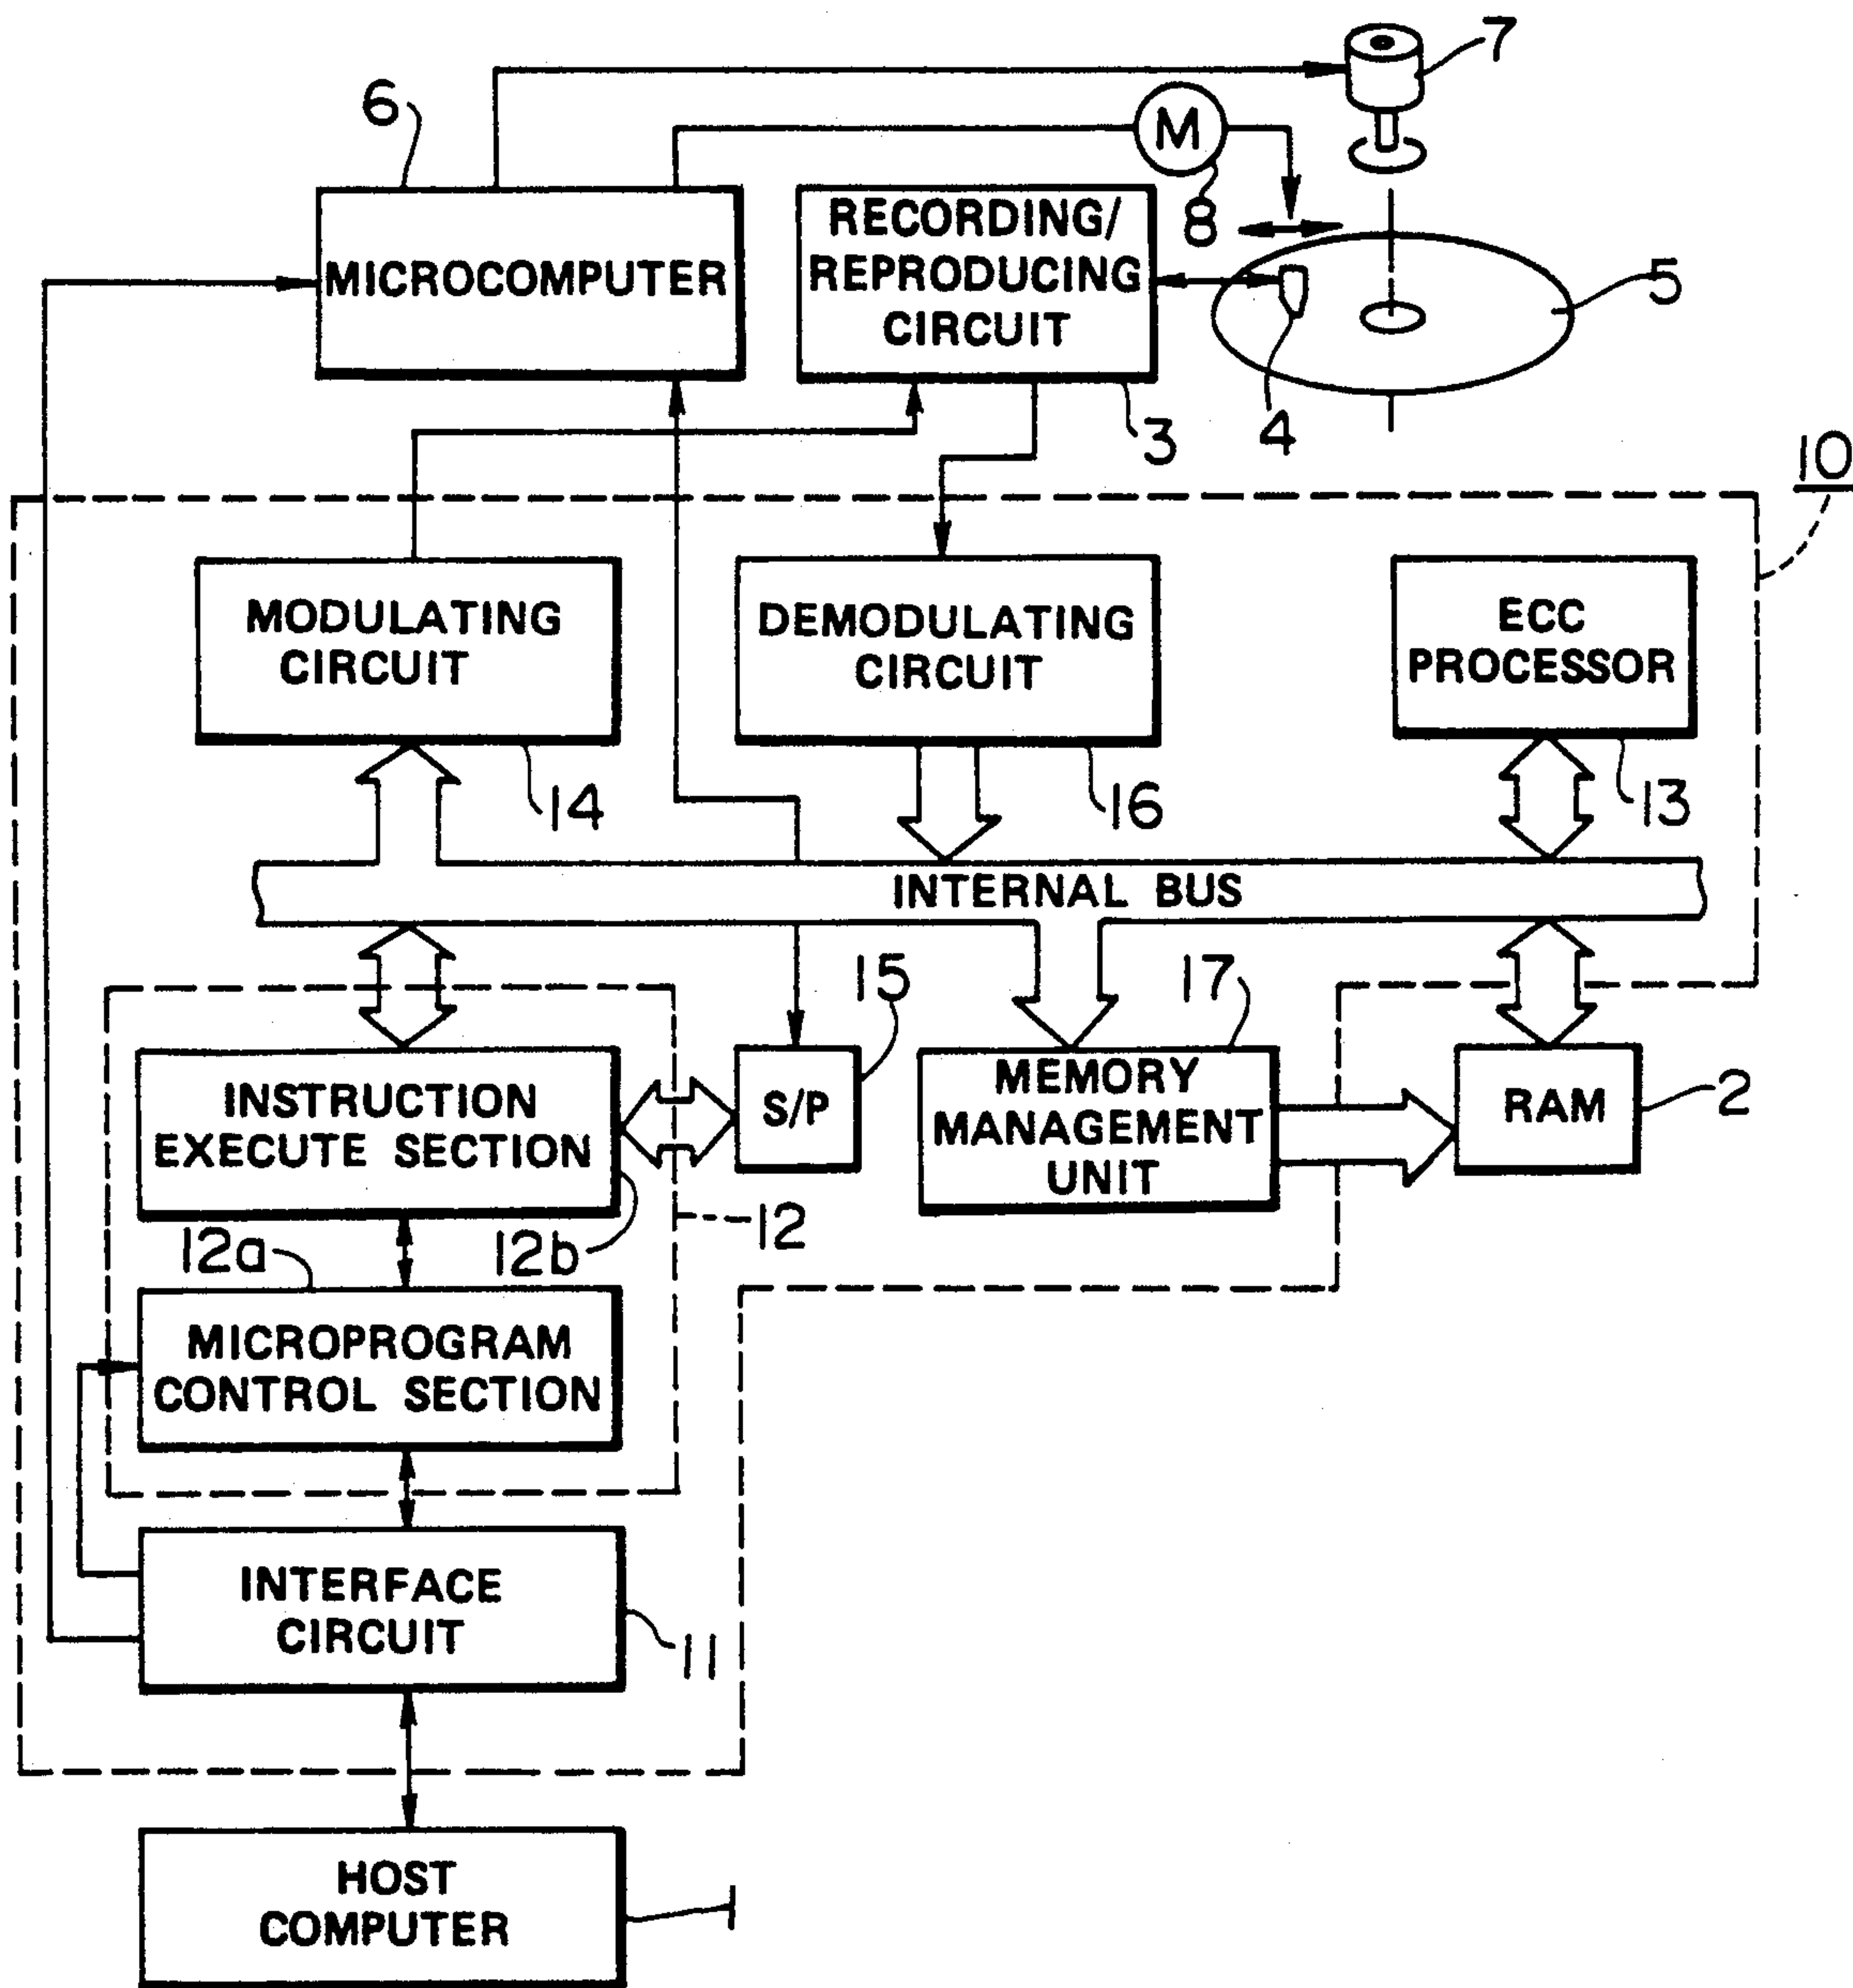 7
6
M
8
RECORDING/
REPRODUCING
CIRCUIT
MICROCOMPUTER
5
3
4
10
MODULATING
CIRCUIT
DEMODULATING
CIRCUIT
ECC
PROCESSOR
14
16
13
INTERNAL BUS
15
17
INSTRUCTION
EXECUTE SECTION
S/P
MEMORY
MANAGEMENT
UNIT
RAM
2
12
12a
12b
MICROPROGRAM
CONTROL SECTION
INTERFACE
CIRCUIT
11
HOST
COMPUTER
1